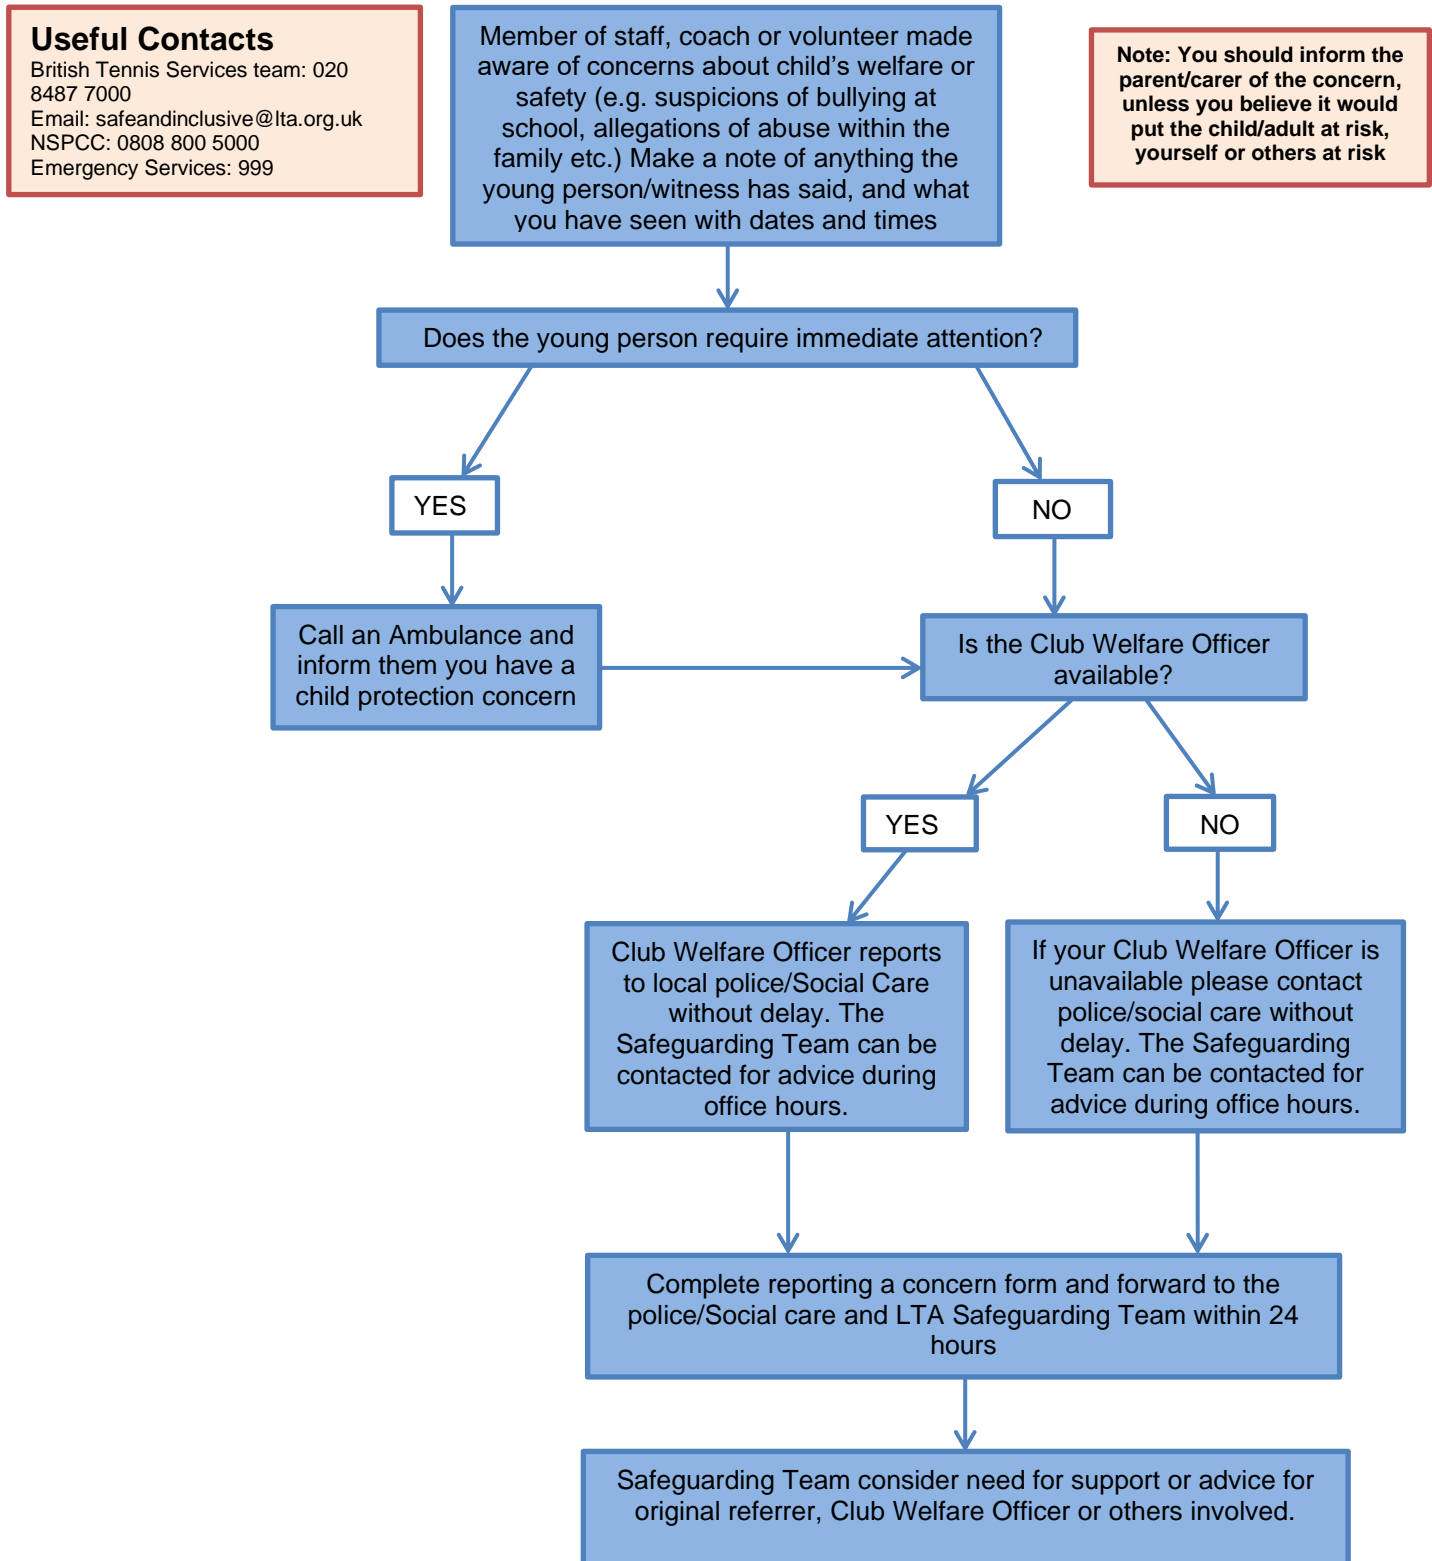 Useful Contacts
British Tennis Services team: 020
8487 7000
Email: safeandinclusive@lta.org.uk
NSPCC: 0808 800 5000
Emergency Services: 999
Member of staff, coach or volunteer made
aware of concerns about child's welfare or
safety (e.g. suspicions of bullying at
school, allegations of abuse within the
family etc.) Make a note of anything the
young person/witness has said, and what
you have seen with dates and times
Note: You should inform the
parent/carer of the concern,
unless you believe it would
put the child/adult at risk,
yourself or others at risk
Does the young person require immediate attention?
YES
NO
Call an Ambulance and
inform them you have a
child protection concern
Is the Club Welfare Officer
available?
YES
NO
Club Welfare Officer reports
to local police/Social Care
without delay. The
Safeguarding Team can be
contacted for advice during
office hours.
If your Club Welfare Officer is
unavailable please contact
police/social care without
delay. The Safeguarding
Team can be contacted for
advice during office hours.
Complete reporting a concern form and forward to the
police/Social care and LTA Safeguarding Team within 24
hours
Safeguarding Team consider need for support or advice for
original referrer, Club Welfare Officer or others involved.